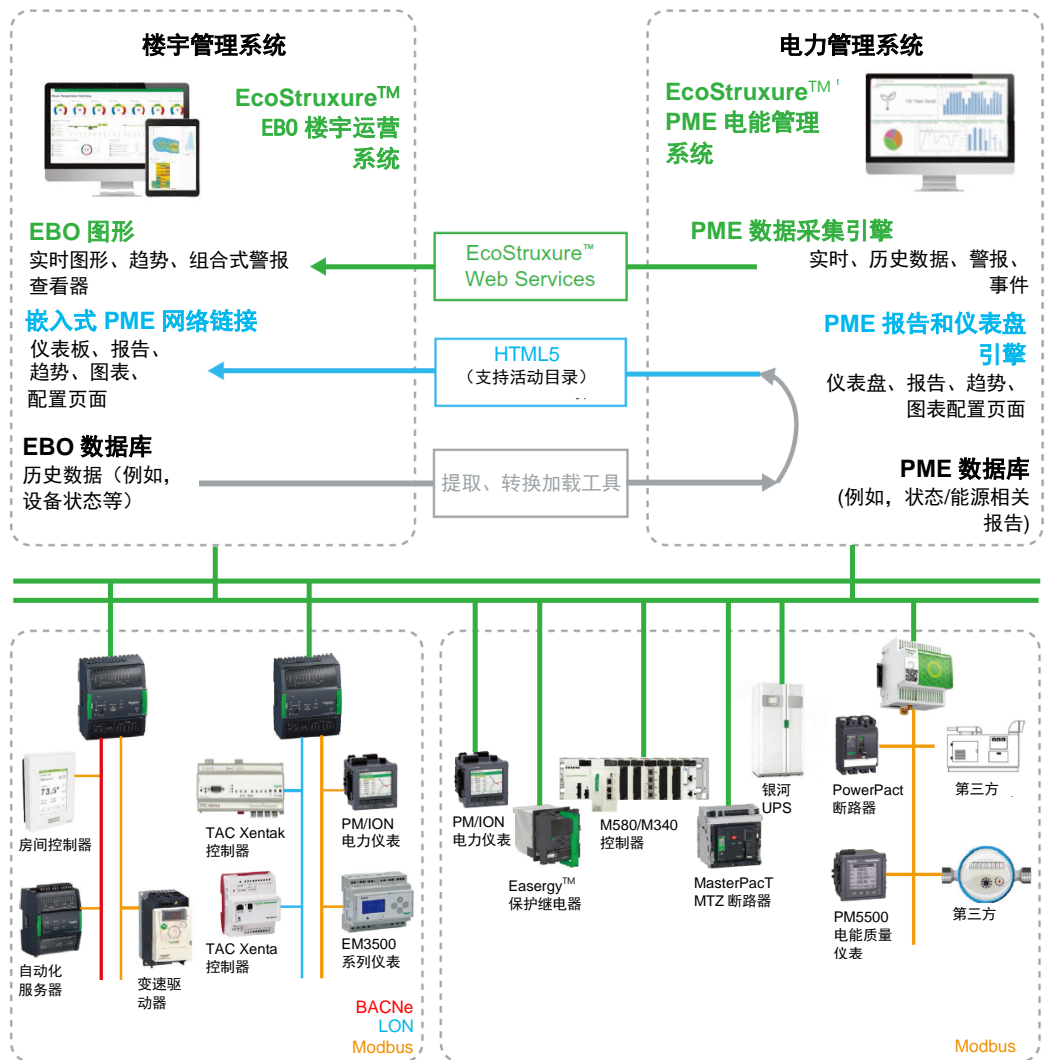 楼宇管理系统
EcoStruxure™
EBO 楼宇运营
系统
EBO 图形
实时图形、趋势、组合式警报
查看器
嵌入式 PME 网络链接
仪表板、报告、
趋势、图表、
配置页面
EBO 数据库
历史数据（例如，
设备状态等）
EcoStruxure™
Web Services
HTML5
（支持活动目录）
提取、转换加载工具
电力管理系统
EcoStruxure™
PME 电能管理
系统
PME 数据采集引擎
实时、历史数据、警报、
事件
PME 报告和仪表盘
引擎
仪表盘、报告、趋势、
图表配置页面
PME 数据库
(例如，状态/能源相关
报告)
73.5°
房间控制器
自动化
服务器
变速驱
动器
TAC Xentak
控制器
TAC Xenta
控制器
PM/ION
电力仪表
EM3500
系列仪表
BACNe
LON
Modbus
PM/ION
电力仪表
Easergy™
保护继电器
M580/M340
控制器
MasterPacT
MTZ 断路器
银河
UPS
PowerPact
断路器
第三方
PM5500
电能质量
仪表
第三方
Modbus